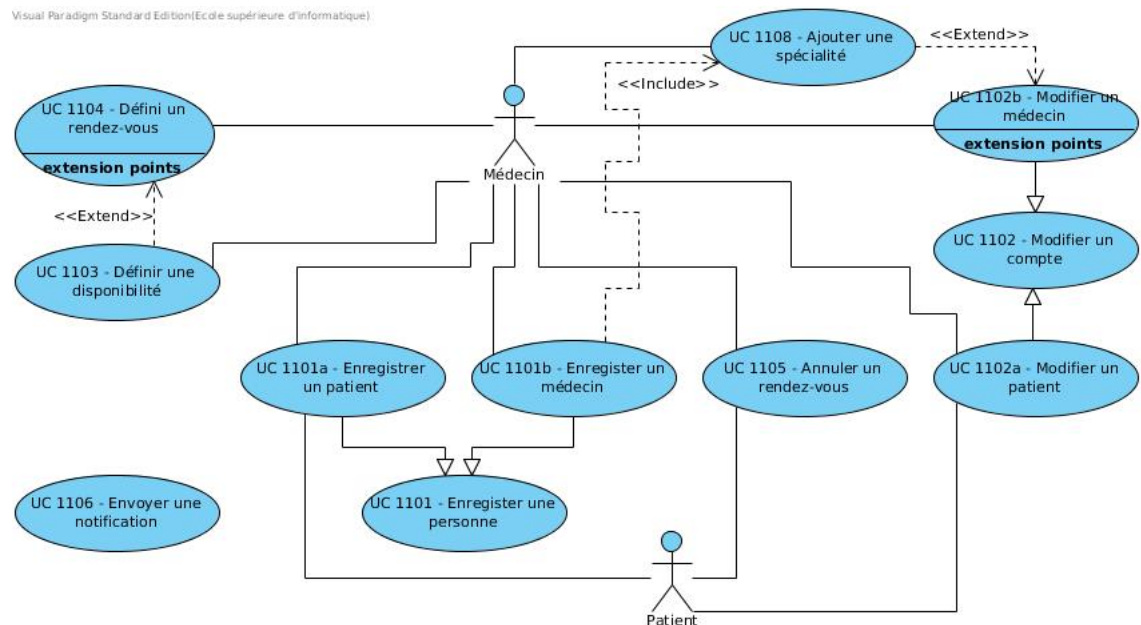 Visual Paradigm Standard Edition(Ecole supérieure d'informatique)
UC 1108 - Ajouter une
spécialité
<<Extend>>
<<Include>>
UC 1104 - Défini un
rendez-vous
extension points
UC 1102b - Modifier un
médecin
extension points
Médecin
<<Extend>>
UC 1103 - Définir une
disponibilité
UC 1102 - Modifier un
compte
UC 1101a - Enregistrer
un patient
UC 1101b - Enregister un
médecin
UC 1105 - Annuler un
rendez-vous
UC 1102a - Modifier un
patient
UC 1106 - Envoyer une
notification
UC 1101 - Enregister une
personne
Patient